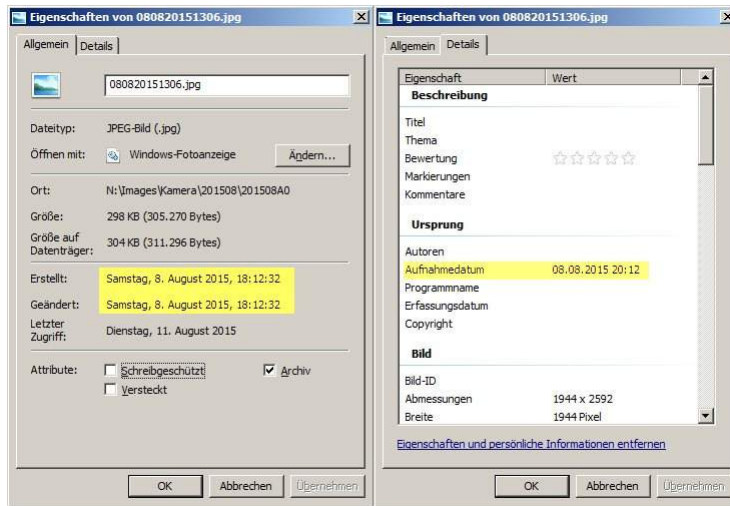 Eigenschaften von 080820151306.jpg
Allgemein Details
080820151306.jpg
Dateityp: JPEG-Bild (.jpg)
Öffnen mit: Windows-Fotoanzeige Ändern...
Ort: N:\Images\Kamera\201508\201508A0
Größe: 298 KB (305.270 Bytes)
Größe auf
Datenträger: 304 KB (311.296 Bytes)
Erstellt: Samstag, 8. August 2015, 18:12:32
Geändert: Samstag, 8. August 2015, 18:12:32
Letzter
Zugriff: Dienstag, 11. August 2015
Attribute: Schreibgeschützt Archiv
Versteckt
OK Abbrechen Übernehmen
Eigenschaften von 080820151306.jpg
Allgemein Details
Eigenschaft Wert
Beschreibung
Titel
Thema
Bewertung
Markierungen
Kommentare
Ursprung
Autoren
Aufnahmedatum 08.08.2015 20:12
Programmname
Erfassungsdatum
Copyright
Bild
Bild-ID
Abmessungen 1944 x 2592
Breite 1944 Pixel
Eigenschaften und persönliche Informationen entfernen
OK Abbrechen Übernehmen